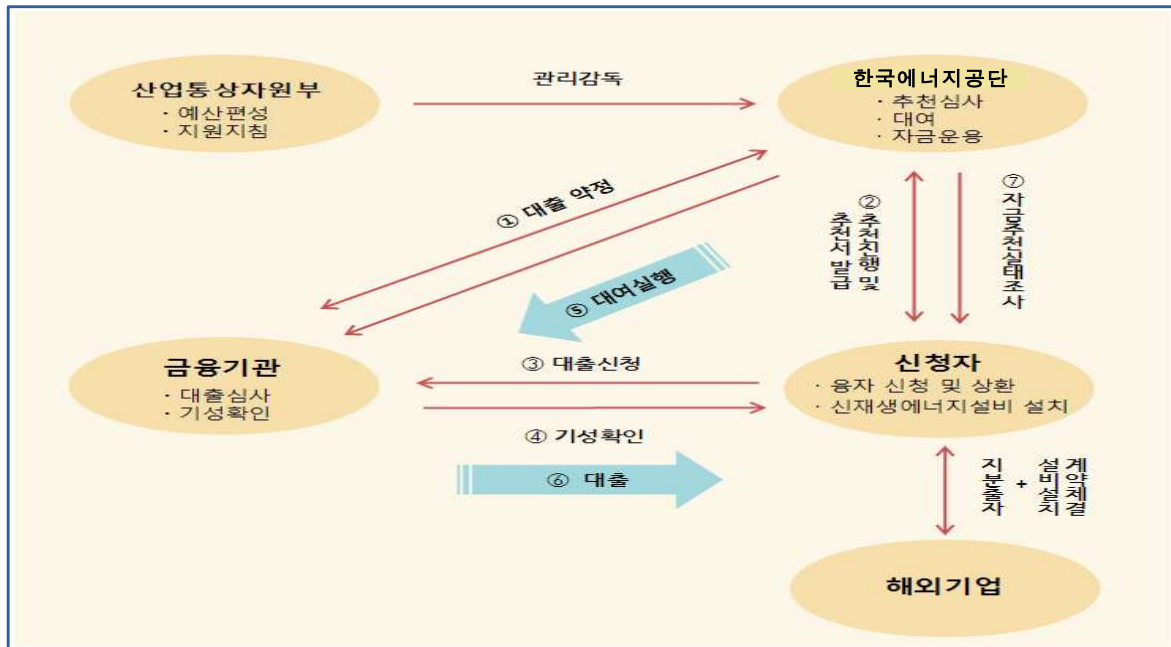 산업통상자원부
· 예산편성
· 지원지침
관리감독
한국에너지공단
· 추천심사
· 대여
· 자금운용
① 대출 약정
② 추천진행 및
추천서 발급
⑦ 자금추천실태조사
⑤ 대여실행
금융기관
· 대출심사
· 기성확인
③ 대출신청
④ 기성확인
⑥ 대출
신청자
· 융자 신청 및 상환
· 신재생에너지설비 설치
계약체결
설비설치
+
지분출자
해외기업